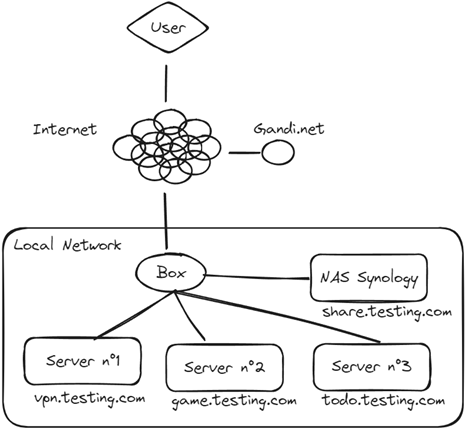 User
Internet
Gandi.net
Local Network
Box
NAS Synology
share.testing.com
Server n°1
Server n°2
Server n°3
vpn.testing.com
game.testing.com
todo.testing.com